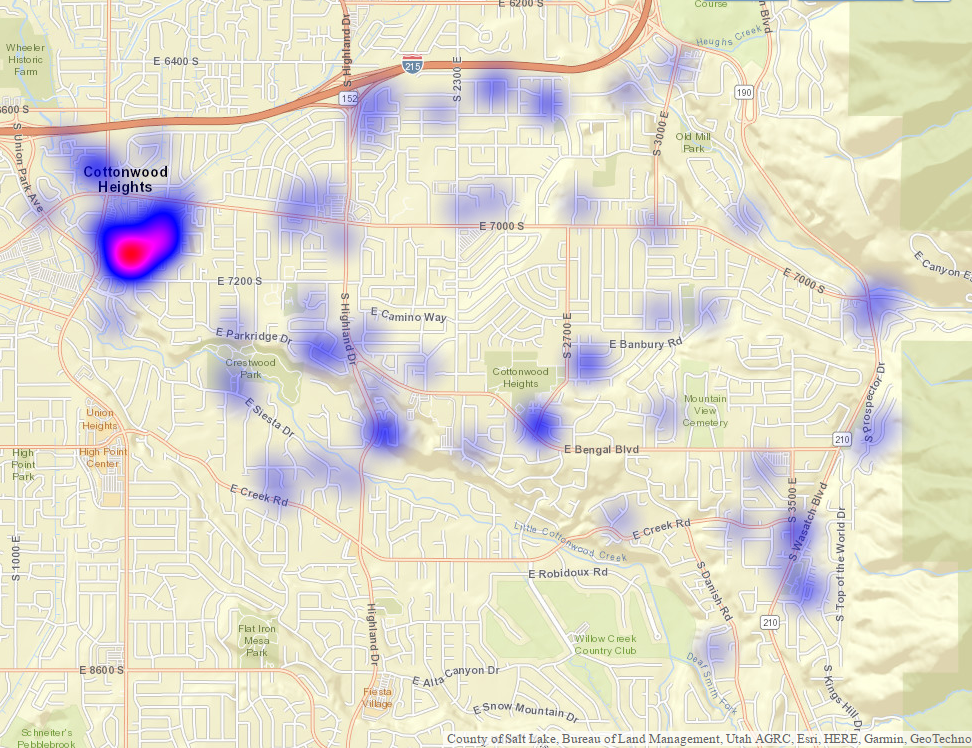 E 6200 S
Course
n Blvd
Heughs Creek
Wheeler
Historic
Farm
E 6400 S
S Highland Dr
215
S 2300 E
152
190
6600 S
S Union Park Ave
S 3000 E
Old Mill
Park
Cottonwood
Heights
E 7000 S
E Canyon E
E 7200 S
E 7000 S
S Highland Dr
E Camino Way
S 2700 E
E Parkridge Dr
E Banbury Rd
Crestwood
Park
Cottonwood
Heights
S Prospector Dr
Mountain
View
Cemetery
E Siesta Dr
Union
Heights
210
High
Point
Park
High Point
Center
E Bengal Blvd
E Creek Rd
S 3500 E
S Wasatch Blvd
S Top of the World Dr
S 1000 E
Little Cottonwood Creek
E Creek Rd
E Robidoux Rd
S Danish Rd
Highland Dr
210
Flat Iron
Mesa
Park
Willow Creek
Country Club
Deaf Smith Fork
E 8600 S
E Alta Canyon Dr
S Kings Hill D
Fiesta
Village
E Snow Mountain Dr
Schneiter's
Pebblebrook
County of Salt Lake, Bureau of Land Management, Utah AGRC, Esri, HERE, Garmin, GeoTechno